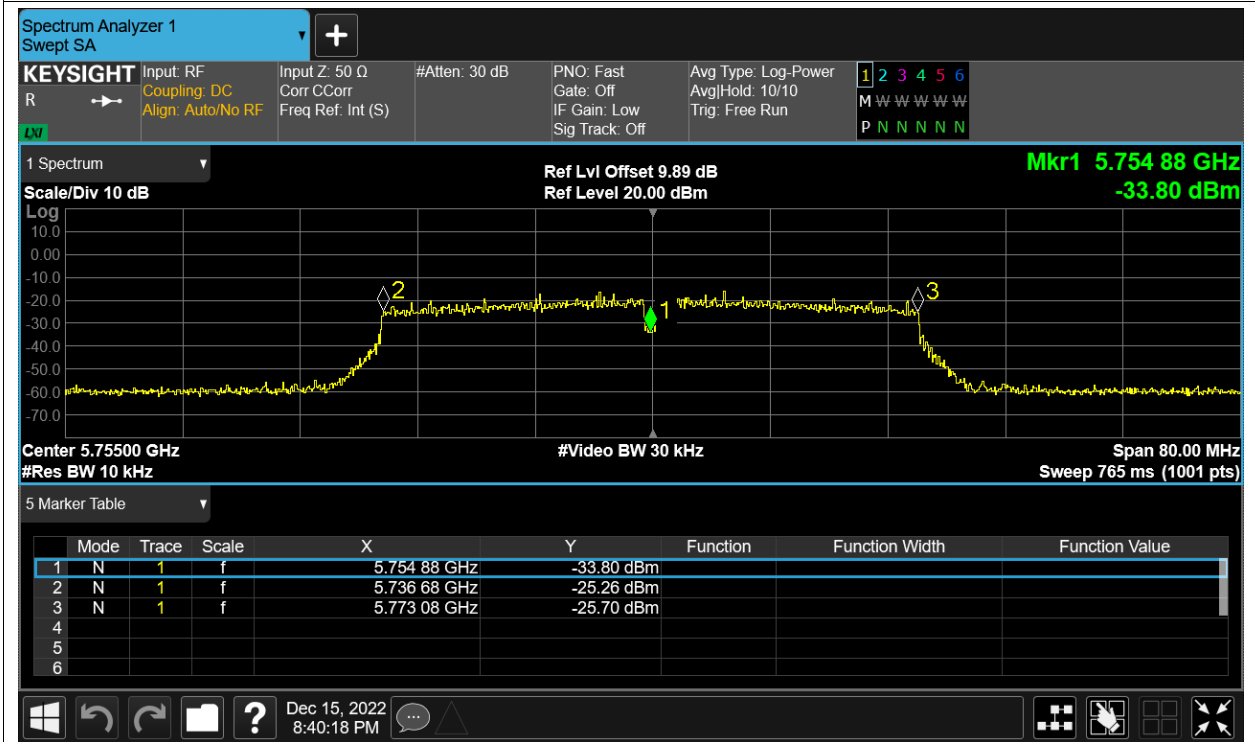 Spectrum Analyzer 1
Swept SA
KEYSIGHT
R
LXI
Input: RF
Coupling: DC
Align: Auto/No RF
Input Z: 50 Ω
Corr CCorr
Freq Ref: Int (S)
#Atten: 30 dB
PNO: Fast
Gate: Off
IF Gain: Low
Sig Track: Off
Avg Type: Log-Power
Avg|Hold: 10/10
Trig: Free Run
1 2 3 4 5 6
M W W W W W
P N N N N N
1 Spectrum
Scale/Div 10 dB
Ref Lvl Offset 9.89 dB
Ref Level 20.00 dBm
Mkr1 5.754 88 GHz
-33.80 dBm
Log
10.0
0.00
-10.0
-20.0
-30.0
-40.0
-50.0
-60.0
-70.0
2
1
3
Center 5.75500 GHz
#Video BW 30 kHz
Span 80.00 MHz
#Res BW 10 kHz
Sweep 765 ms (1001 pts)
5 Marker Table
Mode Trace Scale X Y Function Function Width Function Value
1 N 1 f 5.754 88 GHz -33.80 dBm
2 N 1 f 5.736 68 GHz -25.26 dBm
3 N 1 f 5.773 08 GHz -25.70 dBm
4
5
6
?
Dec 15, 2022
8:40:18 PM